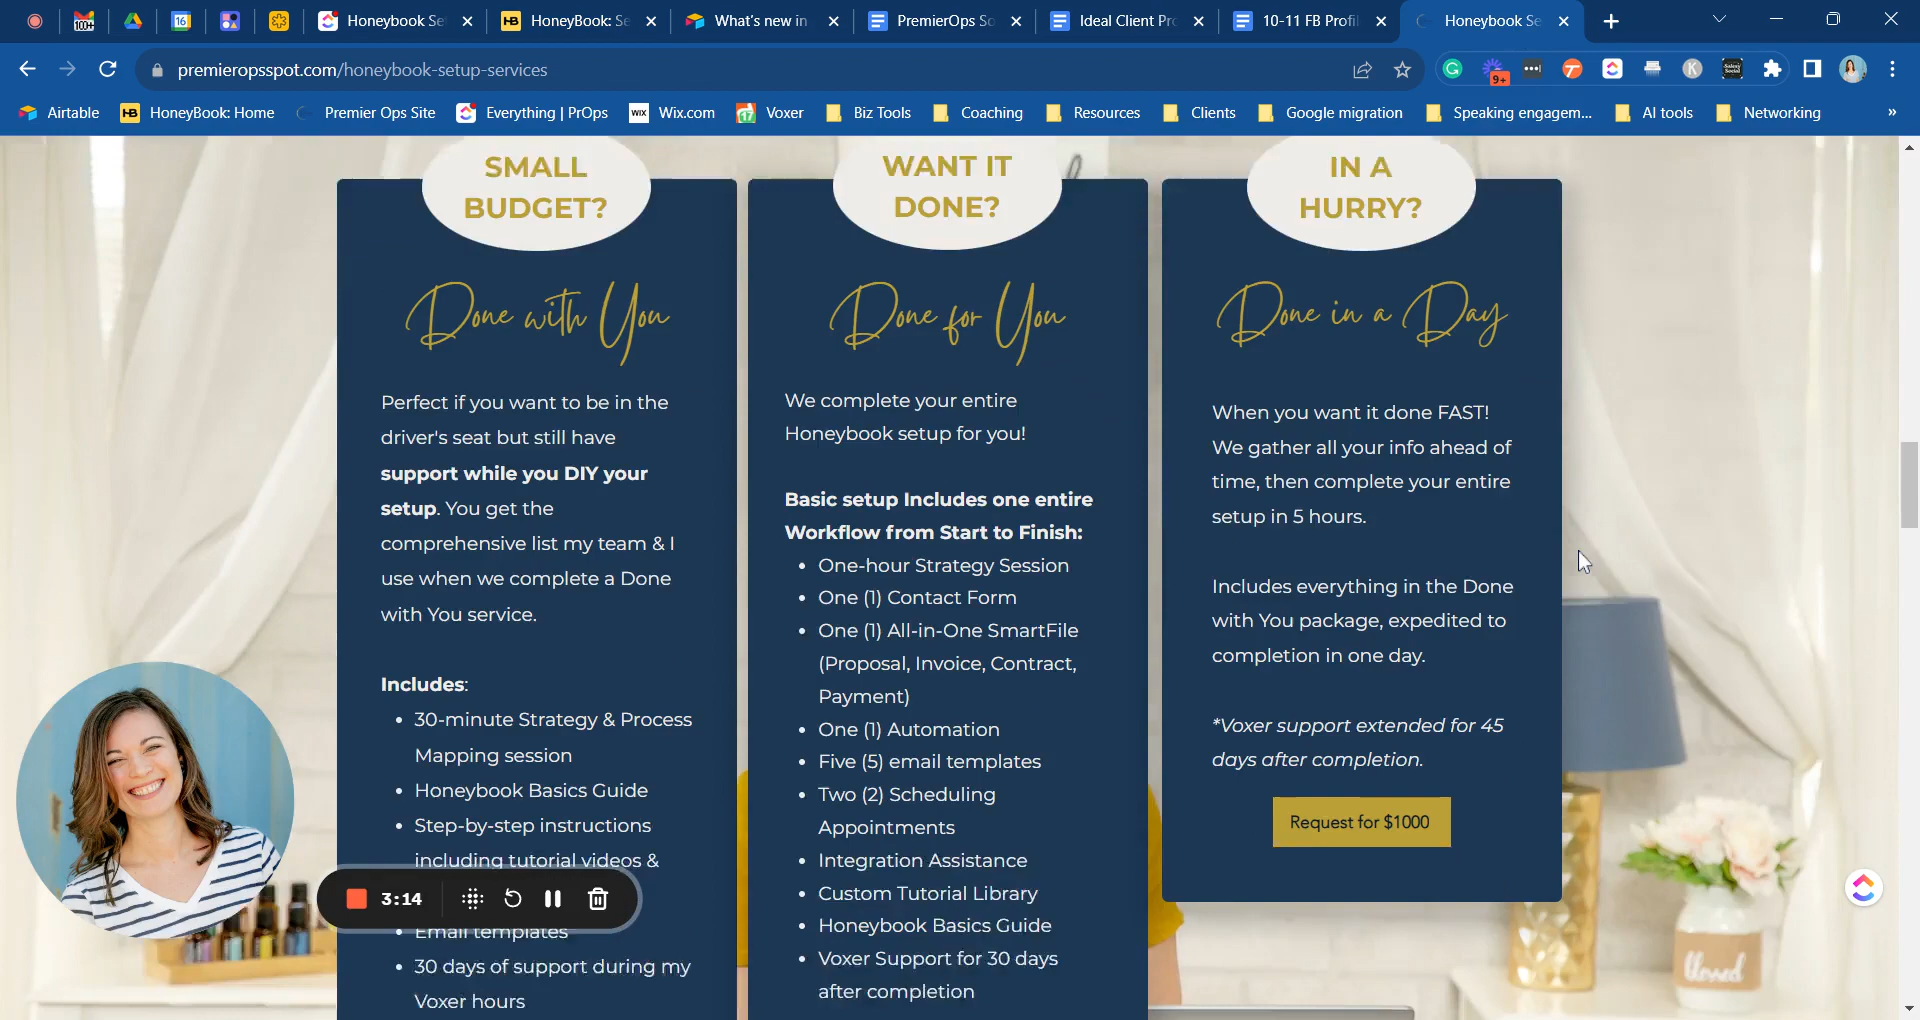 100+
16
Honeybook Se
HB
HoneyBook: Se
What's new in
PremierOps So
Ideal Client Pr
10-11 FB Profil
Honeybook Se
premieropsspot.com/honeybook-setup-services
9+
K
Airtable
HB HoneyBook: Home
Premier Ops Site
Everything | PrOps
WIX Wix.com
17 Voxer
Biz Tools
Coaching
Resources
Clients
Google migration
Speaking engagem...
AI tools
Networking
»
SMALL
BUDGET?
Done with You
Perfect if you want to be in the
driver's seat but still have
support while you DIY your
setup. You get the
comprehensive list my team & I
use when we complete a Done
with You service.
Includes:
• 30-minute Strategy & Process
Mapping session
• Honeybook Basics Guide
• Step-by-step instructions
including tutorial videos &
• Email templates
• 30 days of support during my
Voxer hours
3:14
WANT IT
DONE?
Done for You
We complete your entire
Honeybook setup for you!
Basic setup Includes one entire
Workflow from Start to Finish:
• One-hour Strategy Session
• One (1) Contact Form
• One (1) All-in-One SmartFile
(Proposal, Invoice, Contract,
Payment)
• One (1) Automation
• Five (5) email templates
• Two (2) Scheduling
Appointments
• Integration Assistance
• Custom Tutorial Library
• Honeybook Basics Guide
• Voxer Support for 30 days
after completion
IN A
HURRY?
Done in a Day
When you want it done FAST!
We gather all your info ahead of
time, then complete your entire
setup in 5 hours.
Includes everything in the Done
with You package, expedited to
completion in one day.
*Voxer support extended for 45
days after completion.
Request for $1000
blessed